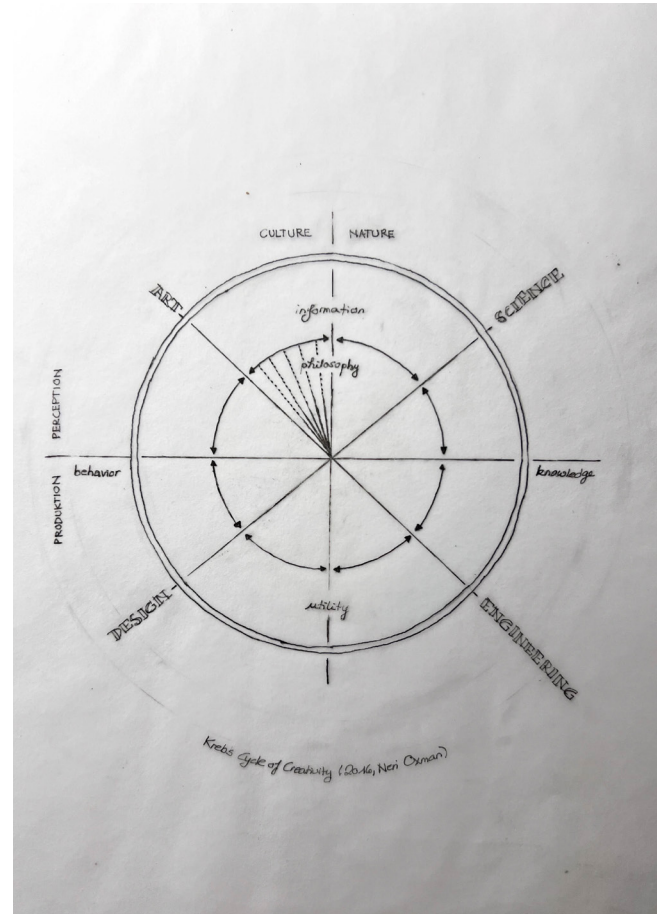 CULTURE NATURE
ART
SCIENCE
information
philosophy
PERCEPTION
behavior
knowledge
PRODUKTION
utility
DESIGN
ENGINEERING
Krebs Cycle of Creativity (2016, Neri Oxman)